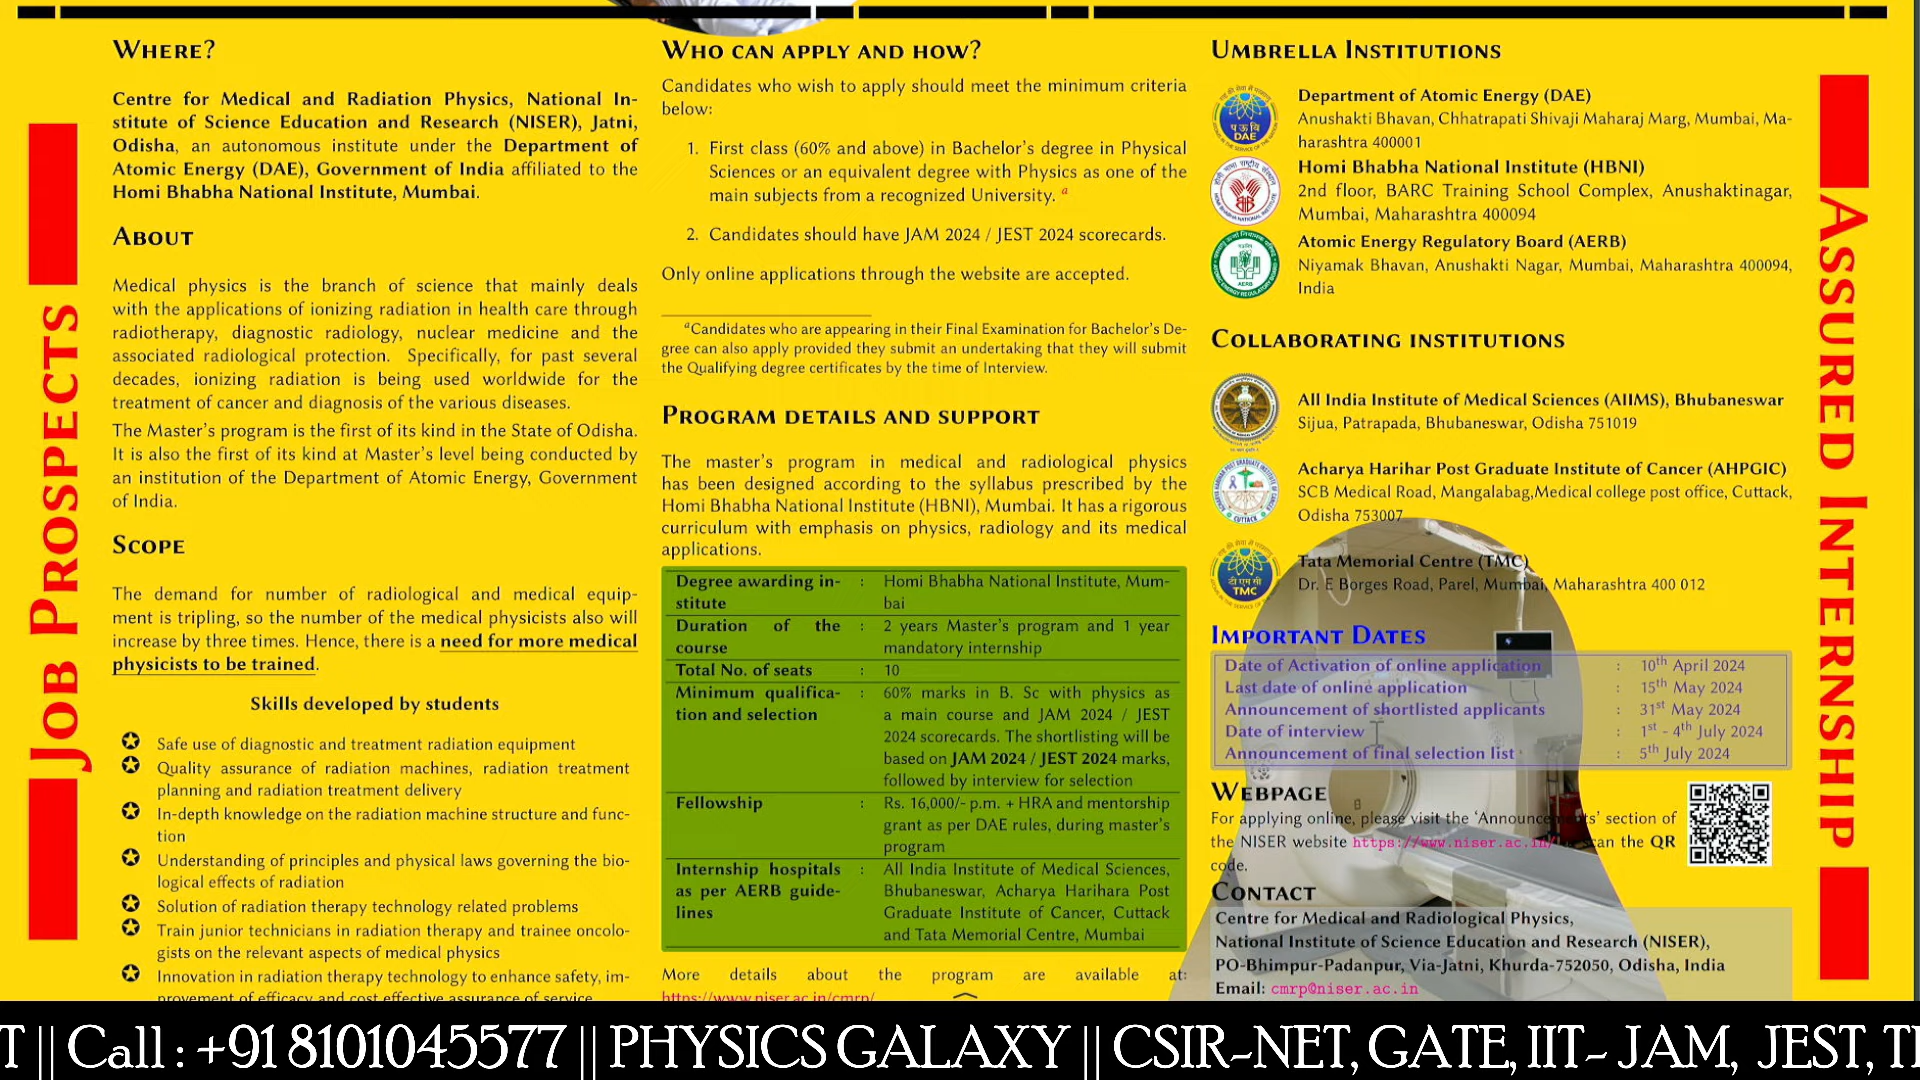 JOB PROSPECTS
WHERE?
Centre for Medical and Radiation Physics, National In-
stitute of Science Education and Research (NISER), Jatni,
Odisha, an autonomous institute under the Department of
Atomic Energy (DAE), Government of India affiliated to the
Homi Bhabha National Institute, Mumbai.
ABOUT
Medical physics is the branch of science that mainly deals
with the applications of ionizing radiation in health care through
radiotherapy, diagnostic radiology, nuclear medicine and the
associated radiological protection. Specifically, for past several
decades, ionizing radiation is being used worldwide for the
treatment of cancer and diagnosis of the various diseases.
The Master's program is the first of its kind in the State of Odisha.
It is also the first of its kind at Master's level being conducted by
an institution of the Department of Atomic Energy, Government
of India.
SCOPE
The demand for number of radiological and medical equip-
ment is tripling, so the number of the medical physicists also will
increase by three times. Hence, there is a need for more medical
physicists to be trained.
Skills developed by students
Safe use of diagnostic and treatment radiation equipment
Quality assurance of radiation machines, radiation treatment
planning and radiation treatment delivery
In-depth knowledge on the radiation machine structure and func-
tion
Understanding of principles and physical laws governing the bio-
logical effects of radiation
Solution of radiation therapy technology related problems
Train junior technicians in radiation therapy and trainee oncolo-
gists on the relevant aspects of medical physics
Innovation in radiation therapy technology to enhance safety, im-
provement of efficacy and cost effective assurance of service
WHO CAN APPLY AND HOW?
Candidates who wish to apply should meet the minimum criteria
below:
1. First class (60% and above) in Bachelor's degree in Physical
Sciences or an equivalent degree with Physics as one of the
main subjects from a recognized University. a
2. Candidates should have JAM 2024 / JEST 2024 scorecards.
Only online applications through the website are accepted.
aCandidates who are appearing in their Final Examination for Bachelor's De-
gree can also apply provided they submit an undertaking that they will submit
the Qualifying degree certificates by the time of Interview.
PROGRAM DETAILS AND SUPPORT
The master's program in medical and radiological physics
has been designed according to the syllabus prescribed by the
Homi Bhabha National Institute (HBNI), Mumbai. It has a rigorous
curriculum with emphasis on physics, radiology and its medical
applications.
Degree awarding in- : Homi Bhabha National Institute, Mum-
stitute bai
Duration of the : 2 years Master's program and 1 year
course mandatory internship
Total No. of seats : 10
Minimum qualifica- : 60% marks in B. Sc with physics as
tion and selection a main course and JAM 2024 / JEST
2024 scorecards. The shortlisting will be
based on JAM 2024 / JEST 2024 marks,
followed by interview for selection
Fellowship : Rs. 16,000/- p.m. + HRA and mentorship
grant as per DAE rules, during master's
program
Internship hospitals : All India Institute of Medical Sciences,
as per AERB guide- Bhubaneswar, Acharya Harihara Post
lines Graduate Institute of Cancer, Cuttack
and Tata Memorial Centre, Mumbai
More details about the program are available at:
https://www.niser.ac.in/cmrp/
UMBRELLA INSTITUTIONS
DAE
Department of Atomic Energy (DAE)
Anushakti Bhavan, Chhatrapati Shivaji Maharaj Marg, Mumbai, Ma-
harashtra 400001
Homi Bhabha National Institute (HBNI)
2nd floor, BARC Training School Complex, Anushaktinagar,
Mumbai, Maharashtra 400094
AERB
Atomic Energy Regulatory Board (AERB)
Niyamak Bhavan, Anushakti Nagar, Mumbai, Maharashtra 400094,
India
COLLABORATING INSTITUTIONS
All India Institute of Medical Sciences (AIIMS), Bhubaneswar
Sijua, Patrapada, Bhubaneswar, Odisha 751019
CUTTACK
Acharya Harihar Post Graduate Institute of Cancer (AHPGIC)
SCB Medical Road, Mangalabag,Medical college post office, Cuttack,
Odisha 753007
टी एम सी
TMC
Tata Memorial Centre (TMC)
Dr. E Borges Road, Parel, Mumbai, Maharashtra 400 012
IMPORTANT DATES
Date of Activation of online application : 10th April 2024
Last date of online application : 15th May 2024
Announcement of shortlisted applicants : 31st May 2024
Date of interview : 1st - 4th July 2024
Announcement of final selection list : 5th July 2024
WEBPAGE
For applying online, please visit the 'Announcements' section of
the NISER website https://www.niser.ac.in/ scan the QR
code.
CONTACT
Centre for Medical and Radiological Physics,
National Institute of Science Education and Research (NISER),
PO-Bhimpur-Padanpur, Via-Jatni, Khurda-752050, Odisha, India
Email: cmrp@niser.ac.in
ASSURED INTERNSHIP
T || Call : +91 8101045577 || PHYSICS GALAXY || CSIR-NET, GATE, IIT- JAM, JEST, TI